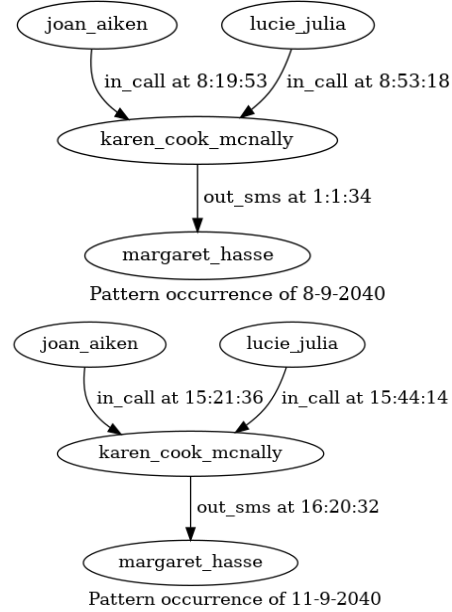 joan_aiken lucie_julia
in_call at 8:19:53 in_call at 8:53:18
karen_cook_mcnally
out_sms at 1:1:34
margaret_hasse
Pattern occurrence of 8-9-2040
joan_aiken lucie_julia
in_call at 15:21:36 in_call at 15:44:14
karen_cook_mcnally
out_sms at 16:20:32
margaret_hasse
Pattern occurrence of 11-9-2040